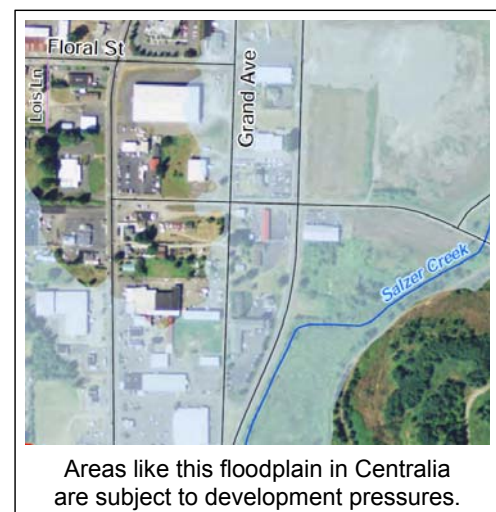 Floral St
Lois Ln
Grand Ave
Salzer Creek
Areas like this floodplain in Centralia
are subject to development pressures.